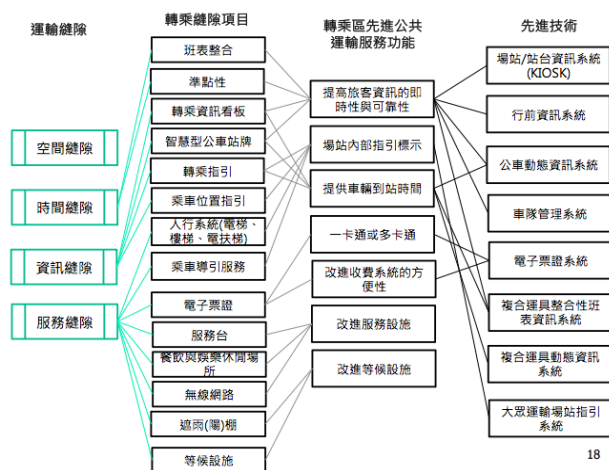 運輸縫隙
轉乘縫隙項目
轉乘區先進公共
運輸服務功能
先進技術
空間縫隙
時間縫隙
資訊縫隙
服務縫隙
班表整合
準點性
轉乘資訊看板
智慧型公車站牌
轉乘指引
乘車位置指引
人行系統(電梯、
樓梯、電扶梯)
乘車導引服務
電子票證
服務台
餐飲與娛樂休閒場
所
無線網路
遮雨(陽)棚
等候設施
提高旅客資訊的即
時性與可靠性
場站內部指引標示
提供車輛到站時間
一卡通或多卡通
改進收費系統的方
便性
改進服務設施
改進等候設施
場站/站台資訊系統
(KIOSK)
行前資訊系統
公車動態資訊系統
車隊管理系統
電子票證系統
複合運具整合性班
表資訊系統
複合運具動態資訊
系統
大眾運輸場站指引
系統
18